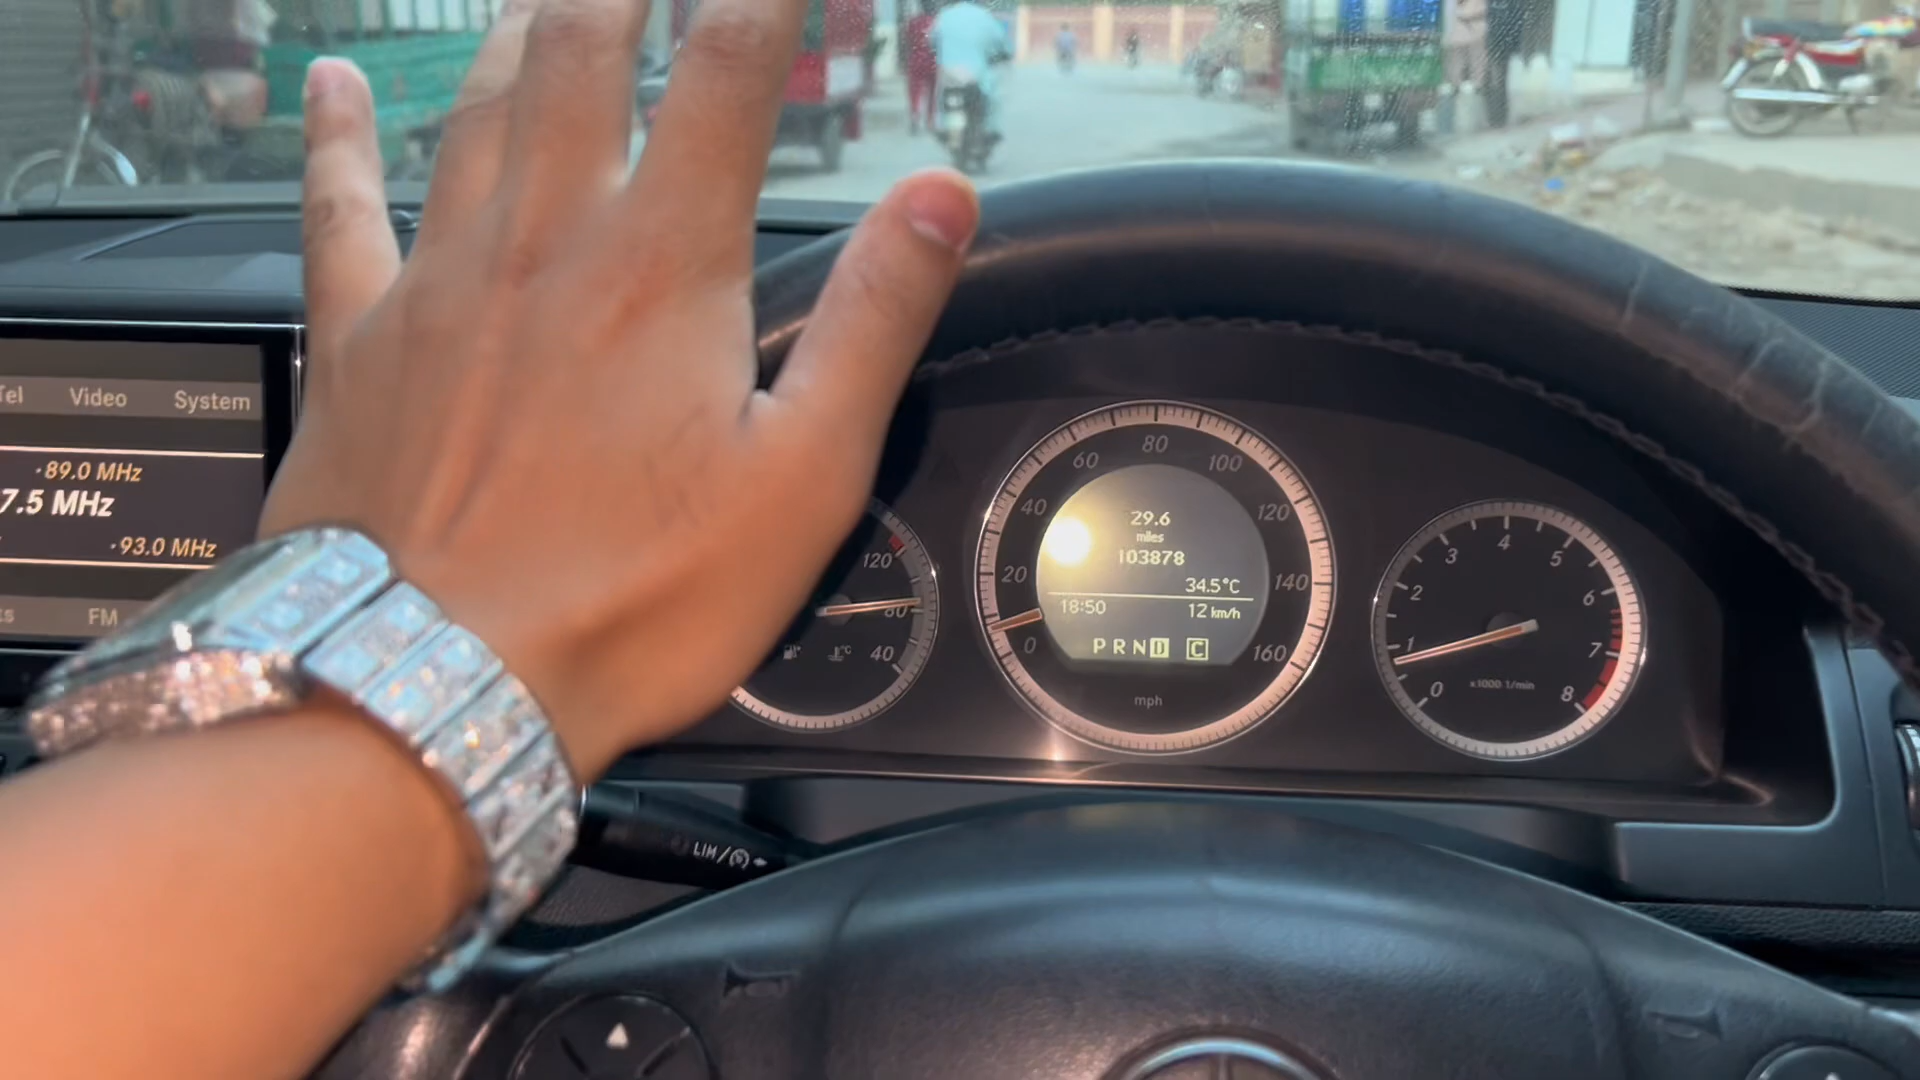 Tel Video System
89.0 MHz
7.5 MHz
93.0 MHz
FM
120
80
40
0
20
40
60
80
100
120
140
160
29.6
miles
103878
34.5°C
18:50 12 km/h
P R N D C
mph
0
1
2
3
4
5
6
7
8
x1000 1/min
LIM